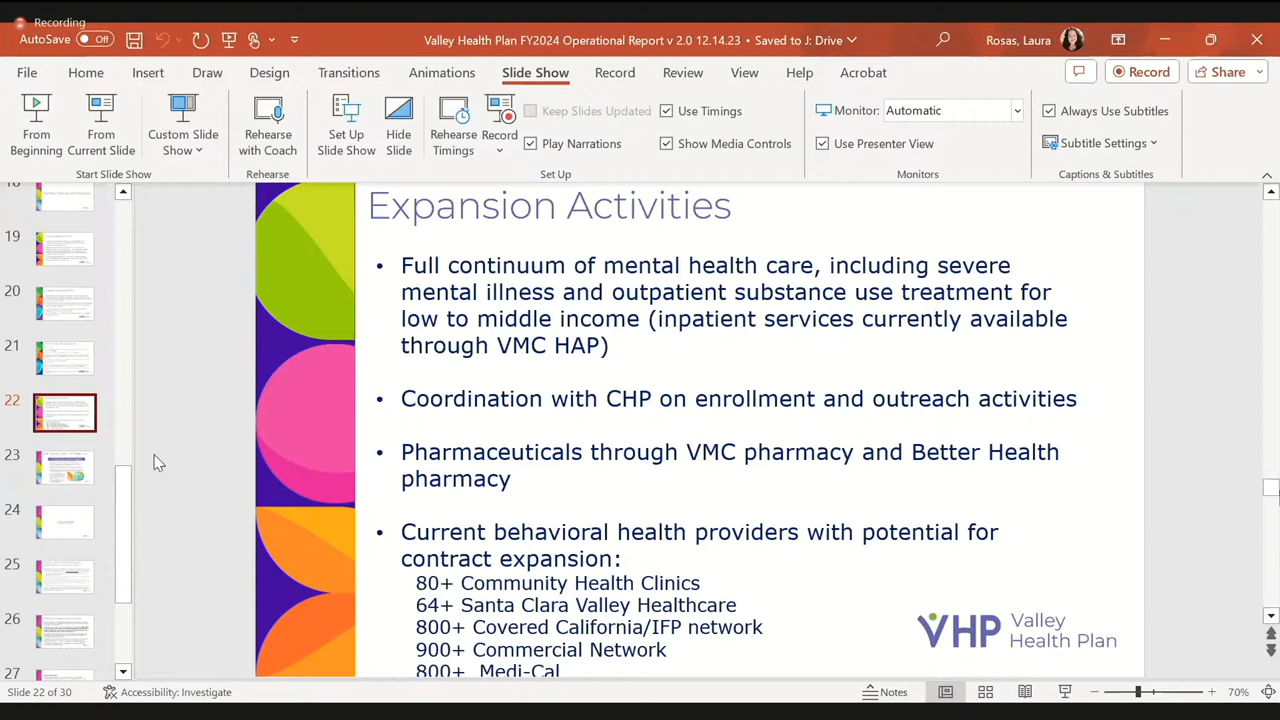 Recording
AutoSave Off
Valley Health Plan FY2024 Operational Report v 2.0 12.14.23 • Saved to J: Drive
Rosas, Laura
File Home Insert Draw Design Transitions Animations Slide Show Record Review View Help Acrobat
Record Share
From Beginning
From Current Slide
Custom Slide Show
Start Slide Show
Rehearse with Coach
Rehearse
Set Up Slide Show
Hide Slide
Rehearse Timings
Record
Keep Slides Updated
Play Narrations
Use Timings
Show Media Controls
Set Up
Monitor: Automatic
Use Presenter View
Monitors
Always Use Subtitles
Subtitle Settings
Captions & Subtitles
18
19
20
21
22
23
24
25
26
27
Expansion Activities
• Full continuum of mental health care, including severe
mental illness and outpatient substance use treatment for
low to middle income (inpatient services currently available
through VMC HAP)
• Coordination with CHP on enrollment and outreach activities
• Pharmaceuticals through VMC pharmacy and Better Health
pharmacy
• Current behavioral health providers with potential for
contract expansion:
80+ Community Health Clinics
64+ Santa Clara Valley Healthcare
800+ Covered California/IFP network
900+ Commercial Network
800+ Medi-Cal
VHP Valley
Health Plan
Slide 22 of 30
Accessibility: Investigate
Notes
70%